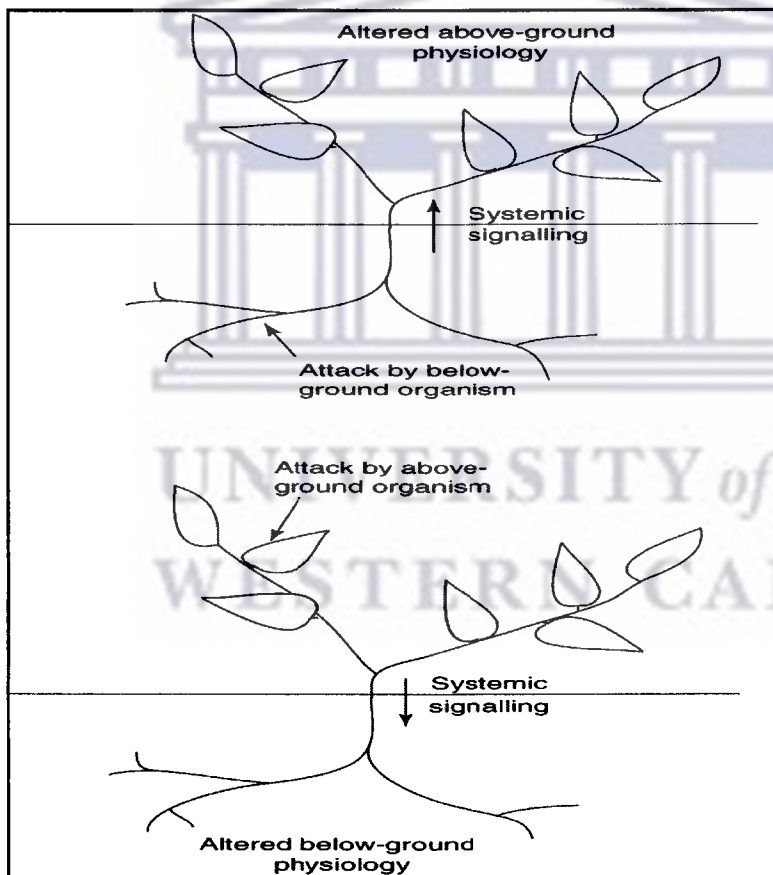 Altered above-ground
physiology
Systemic
signalling
Attack by below-
ground organism
Attack by above-
ground organism
UNIVERSITY of
WESTERN CA
Systemic
signalling
Altered below-ground
physiology